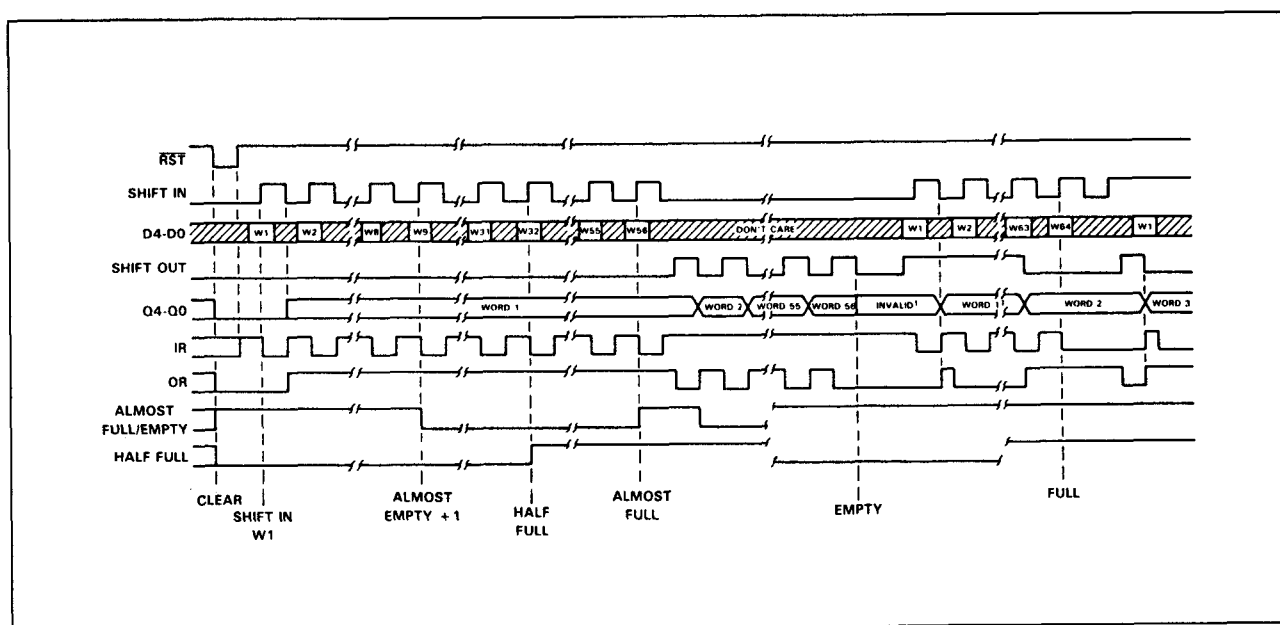 RST
SHIFT IN
D4-D0 W1 W2 W8 W9 W31 W32 W55 W56 DON'T CARE W1 W2 W63 W64 W1
SHIFT OUT
Q4-Q0 WORD 1 WORD 2 WORD 55 WORD 56 INVALID¹ WORD 1 WORD 2 WORD 3
IR
OR
ALMOST
FULL/EMPTY
HALF FULL
CLEAR
SHIFT IN
W1
ALMOST
EMPTY + 1
HALF
FULL
ALMOST
FULL
EMPTY
FULL